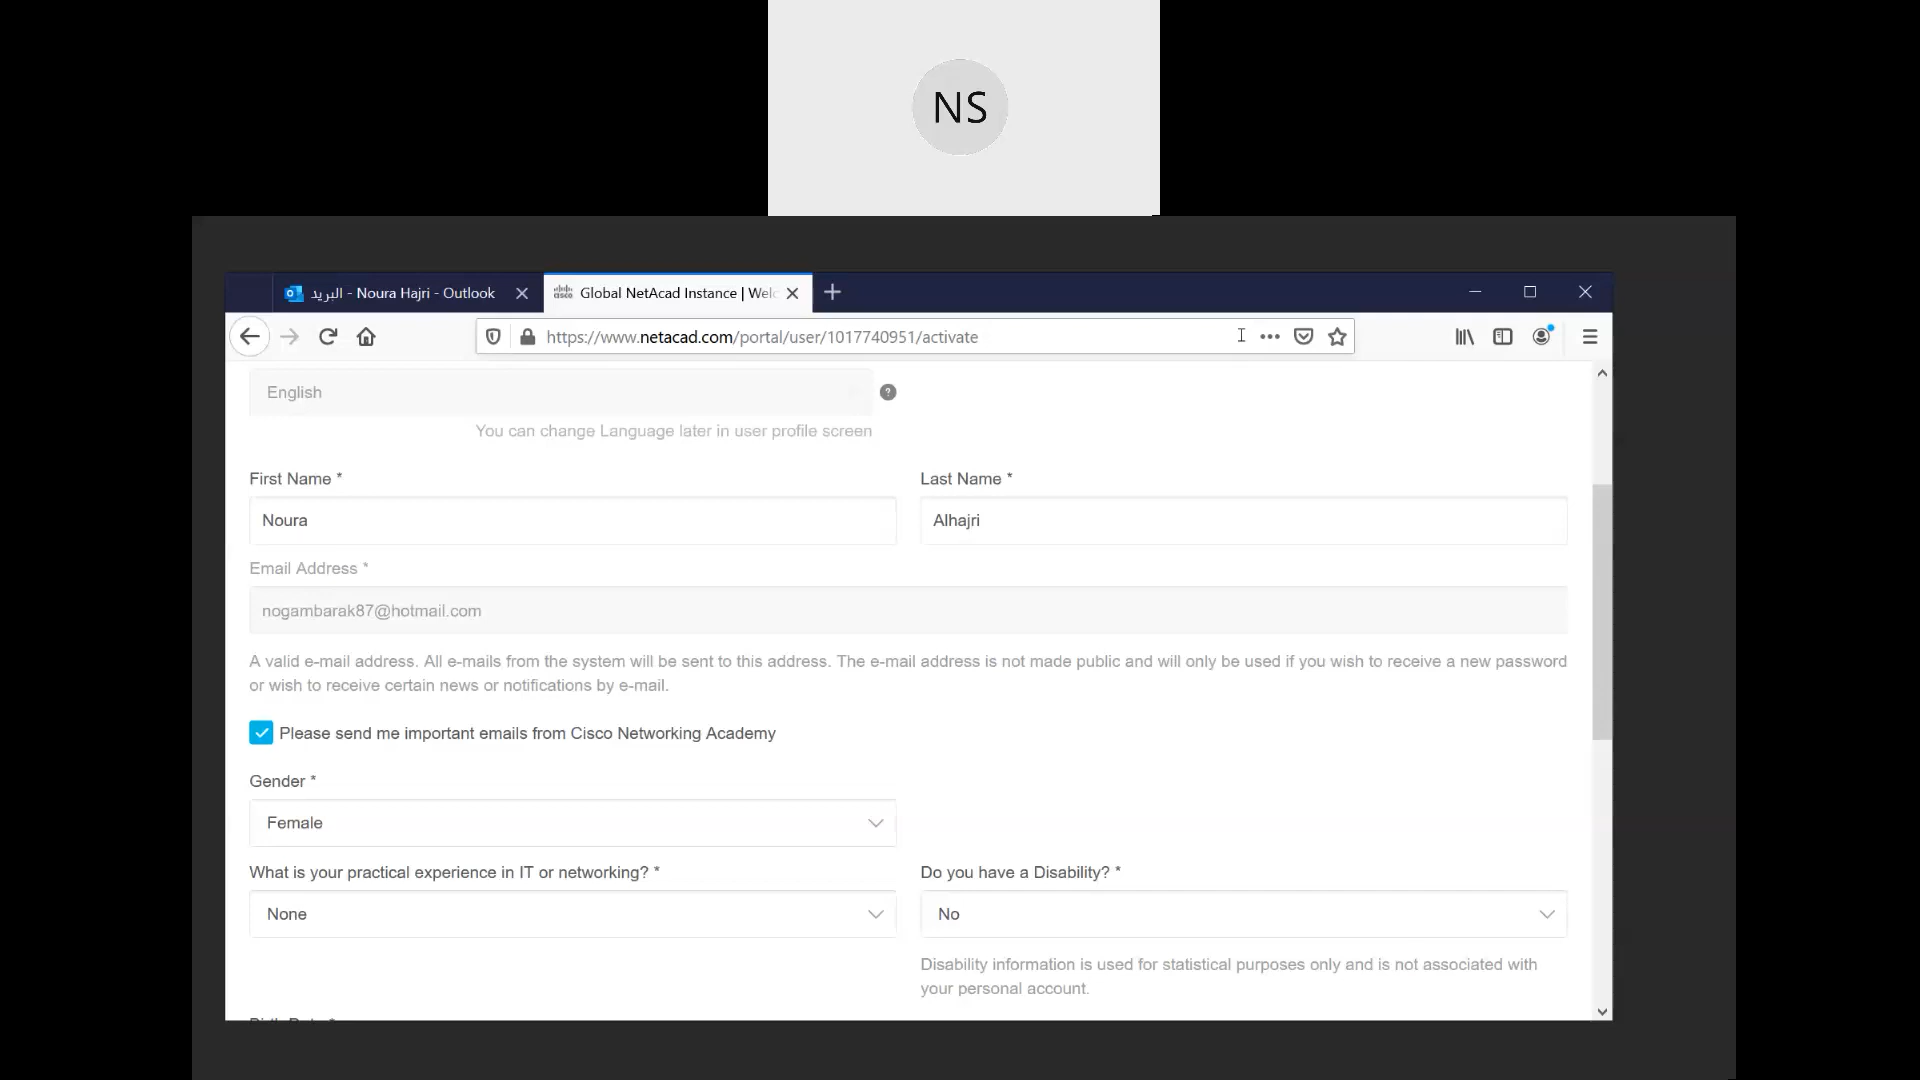 NS
البريد - Noura Hajri - Outlook
Global NetAcad Instance | Welc
https://www.netacad.com/portal/user/1017740951/activate
English
You can change Language later in user profile screen
First Name *
Last Name *
Noura
Alhajri
Email Address *
nogambarak87@hotmail.com
A valid e-mail address. All e-mails from the system will be sent to this address. The e-mail address is not made public and will only be used if you wish to receive a new password
or wish to receive certain news or notifications by e-mail.
Please send me important emails from Cisco Networking Academy
Gender *
Female
What is your practical experience in IT or networking? *
Do you have a Disability? *
None
No
Disability information is used for statistical purposes only and is not associated with
your personal account.